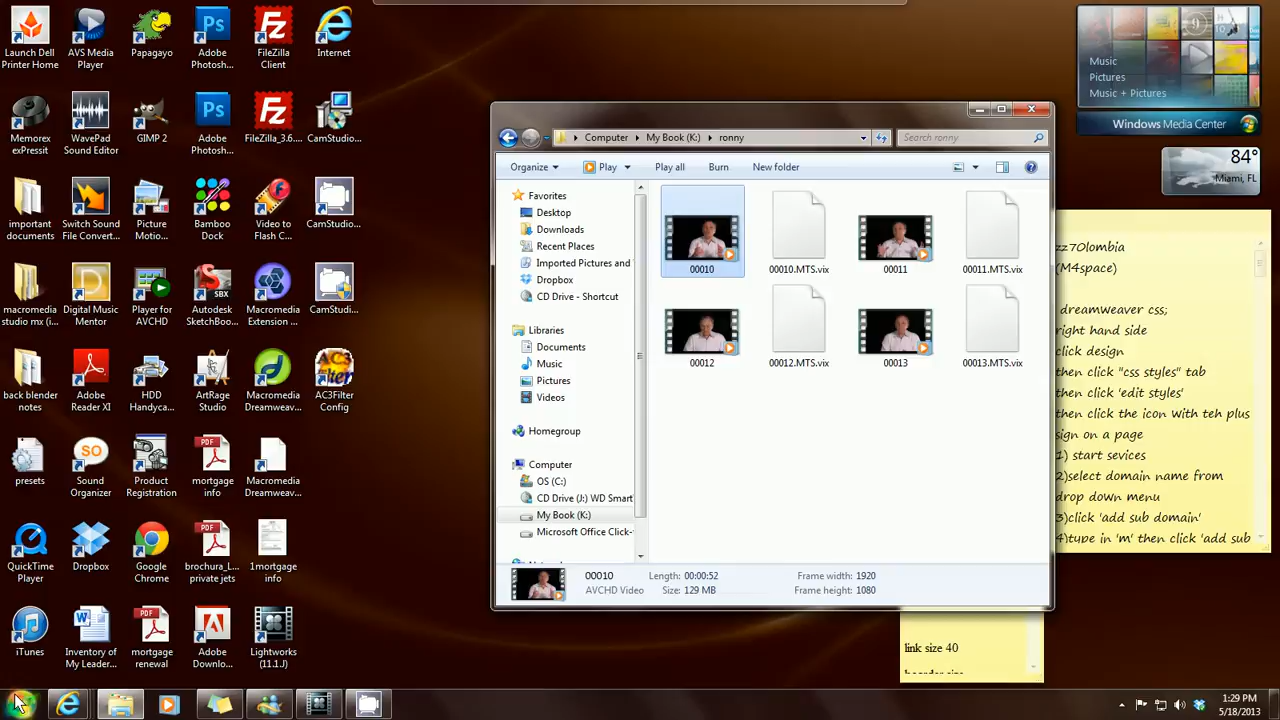 Launch Dell
Printer Home
AVS Media
Player
Papagayo
Adobe
Photosh...
FileZilla
Client
Internet
Memorex
exPressit
WavePad
Sound Editor
GIMP 2
Adobe
Photosh...
FileZilla_3.6....
CamStudio...
important
documents
Switch Sound
File Convert...
Picture
Motio...
Bamboo
Dock
Video to
Flash C...
CamStudio...
macromedia
studio mx (i...
Digital Music
Mentor
Player for
AVCHD
Autodesk
SketchBoo...
Macromedia
Extension ...
CamStudi...
back blender
notes
Adobe
Reader XI
HDD
Handyca...
ArtRage
Studio
Macromedia
Dreamweav...
AC3Filter
Config
presets
Sound
Organizer
Product
Registration
mortgage
info
Macromedia
Dreamweav...
QuickTime
Player
Dropbox
Google
Chrome
brochura_L...
private jets
1mortgage
info
iTunes
Inventory of
My Leader...
mortgage
renewal
Adobe
Downlo...
Lightworks
(11.1.J)
Computer
My Book (K:)
ronny
Search ronny
Organize
Play
Play all
Burn
New folder
Favorites
Desktop
Downloads
Recent Places
Imported Pictures and
Dropbox
CD Drive - Shortcut
Libraries
Documents
Music
Pictures
Videos
Homegroup
Computer
OS (C:)
CD Drive (J:) WD Smart
My Book (K:)
Microsoft Office Click-
00010
00010.MTS.vix
00011
00011.MTS.vix
00012
00012.MTS.vix
00013
00013.MTS.vix
00010
Length: 00:00:52
Frame width: 1920
AVCHD Video
Size: 129 MB
Frame height: 1080
Music
Pictures
Music + Pictures
Windows Media Center
84°
Miami, FL
zz7Olombia
(M4space)
dreamweaver css;
right hand side
click design
then click "css styles" tab
then click 'edit styles'
then click the icon with teh plus
sign on a page
1) start sevices
2)select domain name from
drop down menu
3)click 'add sub domain'
4)type in 'm' then click 'add sub
link size 40
1:29 PM
5/18/2013